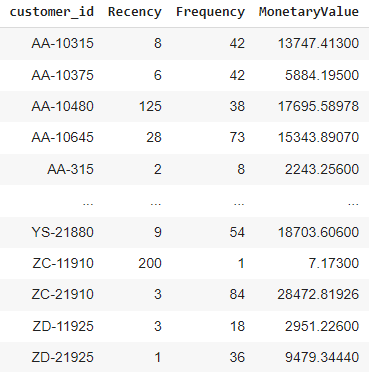 customer_id Recency Frequency MonetaryValue
AA-10315 8 42 13747.41300
AA-10375 6 42 5884.19500
AA-10480 125 38 17695.58978
AA-10645 28 73 15343.89070
AA-315 2 8 2243.25600
... ... ... ...
YS-21880 9 54 18703.60600
ZC-11910 200 1 7.17300
ZC-21910 3 84 28472.81926
ZD-11925 3 18 2951.22600
ZD-21925 1 36 9479.34440